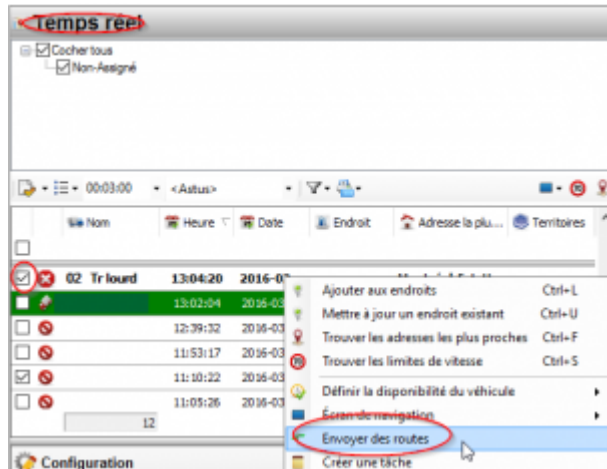 Temps réel
Cocher tous
Non-Assigné
00:03:00 <Astus>
Nom Heure Date Endroit Adresse la plu... Territoires
02 Tr lourd 13:04:20 2016-03
13:02:04 2016-03
12:39:32 2016-03
11:53:17 2016-03
11:10:22 2016-03
11:05:26 2016-03
12
Ajouter aux endroits Ctrl+L
Mettre à jour un endroit existant Ctrl+U
Trouver les adresses les plus proches Ctrl+F
Trouver les limites de vitesse Ctrl+S
Définir la disponibilité du véhicule
Écran de navigation
Envoyer des routes
Créer une tâche
Configuration